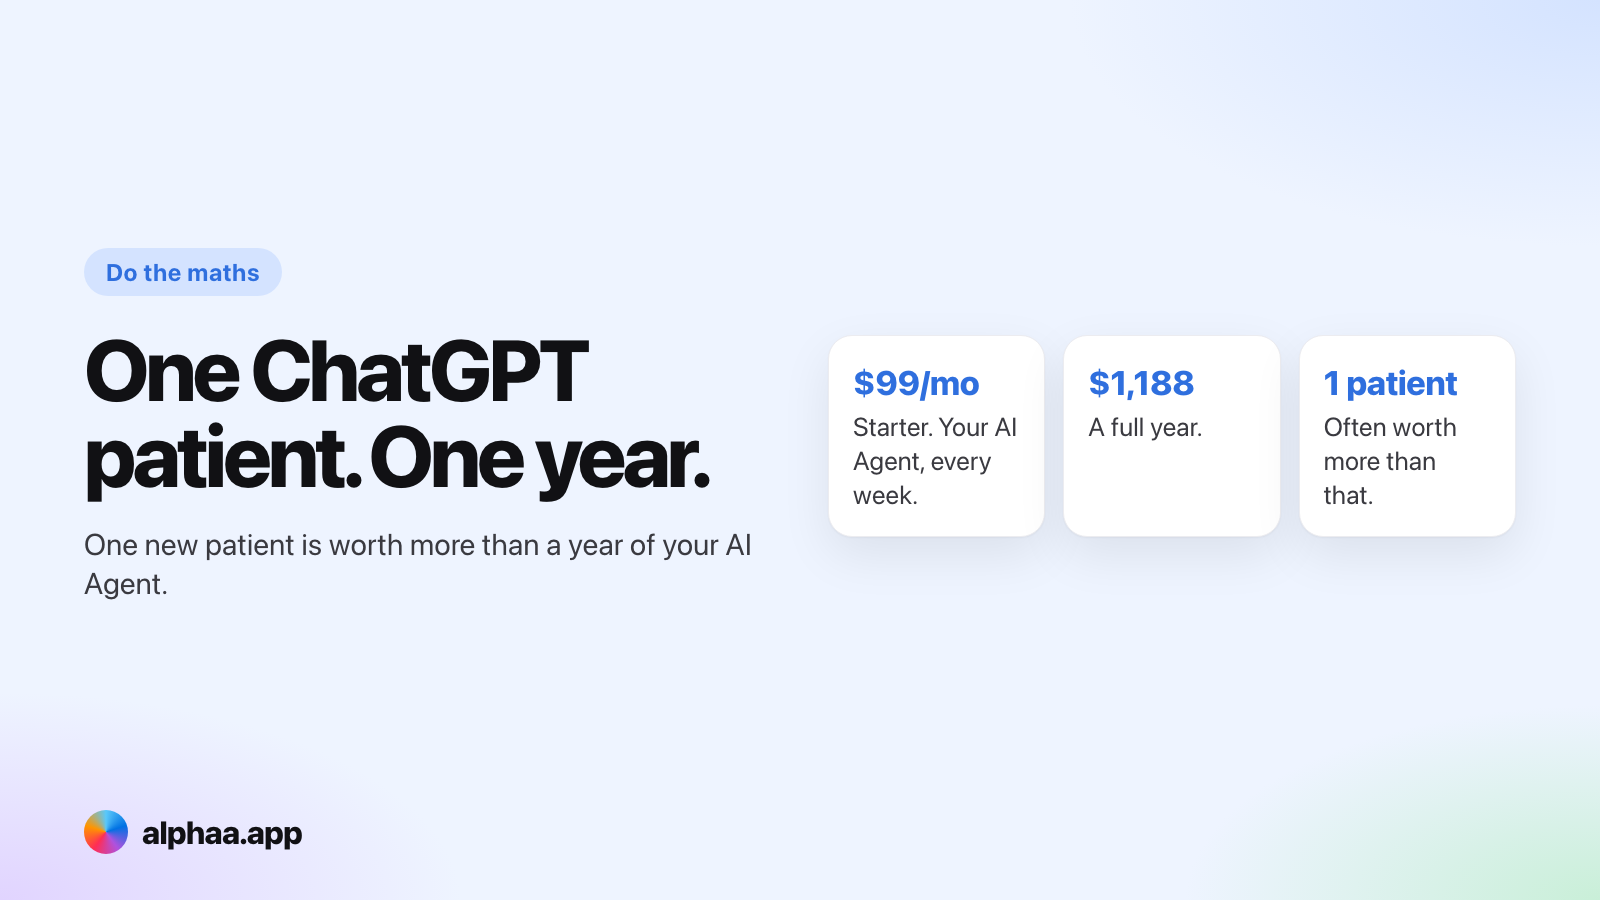 Do the maths
One ChatGPT
patient. One year.
One new patient is worth more than a year of your AI
Agent.
$99/mo
Starter. Your AI
Agent, every
week.
$1,188
A full year.
1 patient
Often worth
more than
that.
alphaa.app